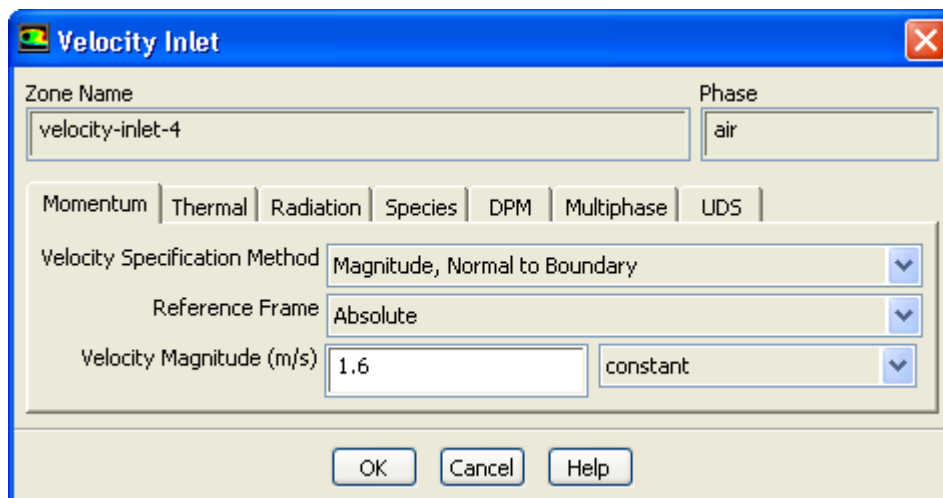 Velocity Inlet
Zone Name Phase
velocity-inlet-4 air
Momentum Thermal Radiation Species DPM Multiphase UDS
Velocity Specification Method Magnitude, Normal to Boundary
Reference Frame Absolute
Velocity Magnitude (m/s) 1.6 constant
OK Cancel Help